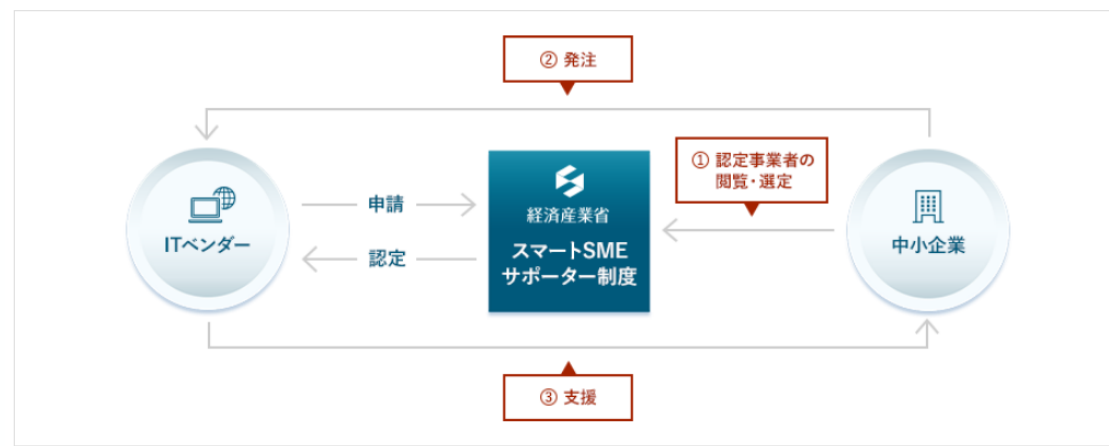 ② 発注
① 認定事業者の
閲覧・選定
ITベンダー
申請
認定
経済産業省
スマートSME
サポーター制度
中小企業
③ 支援